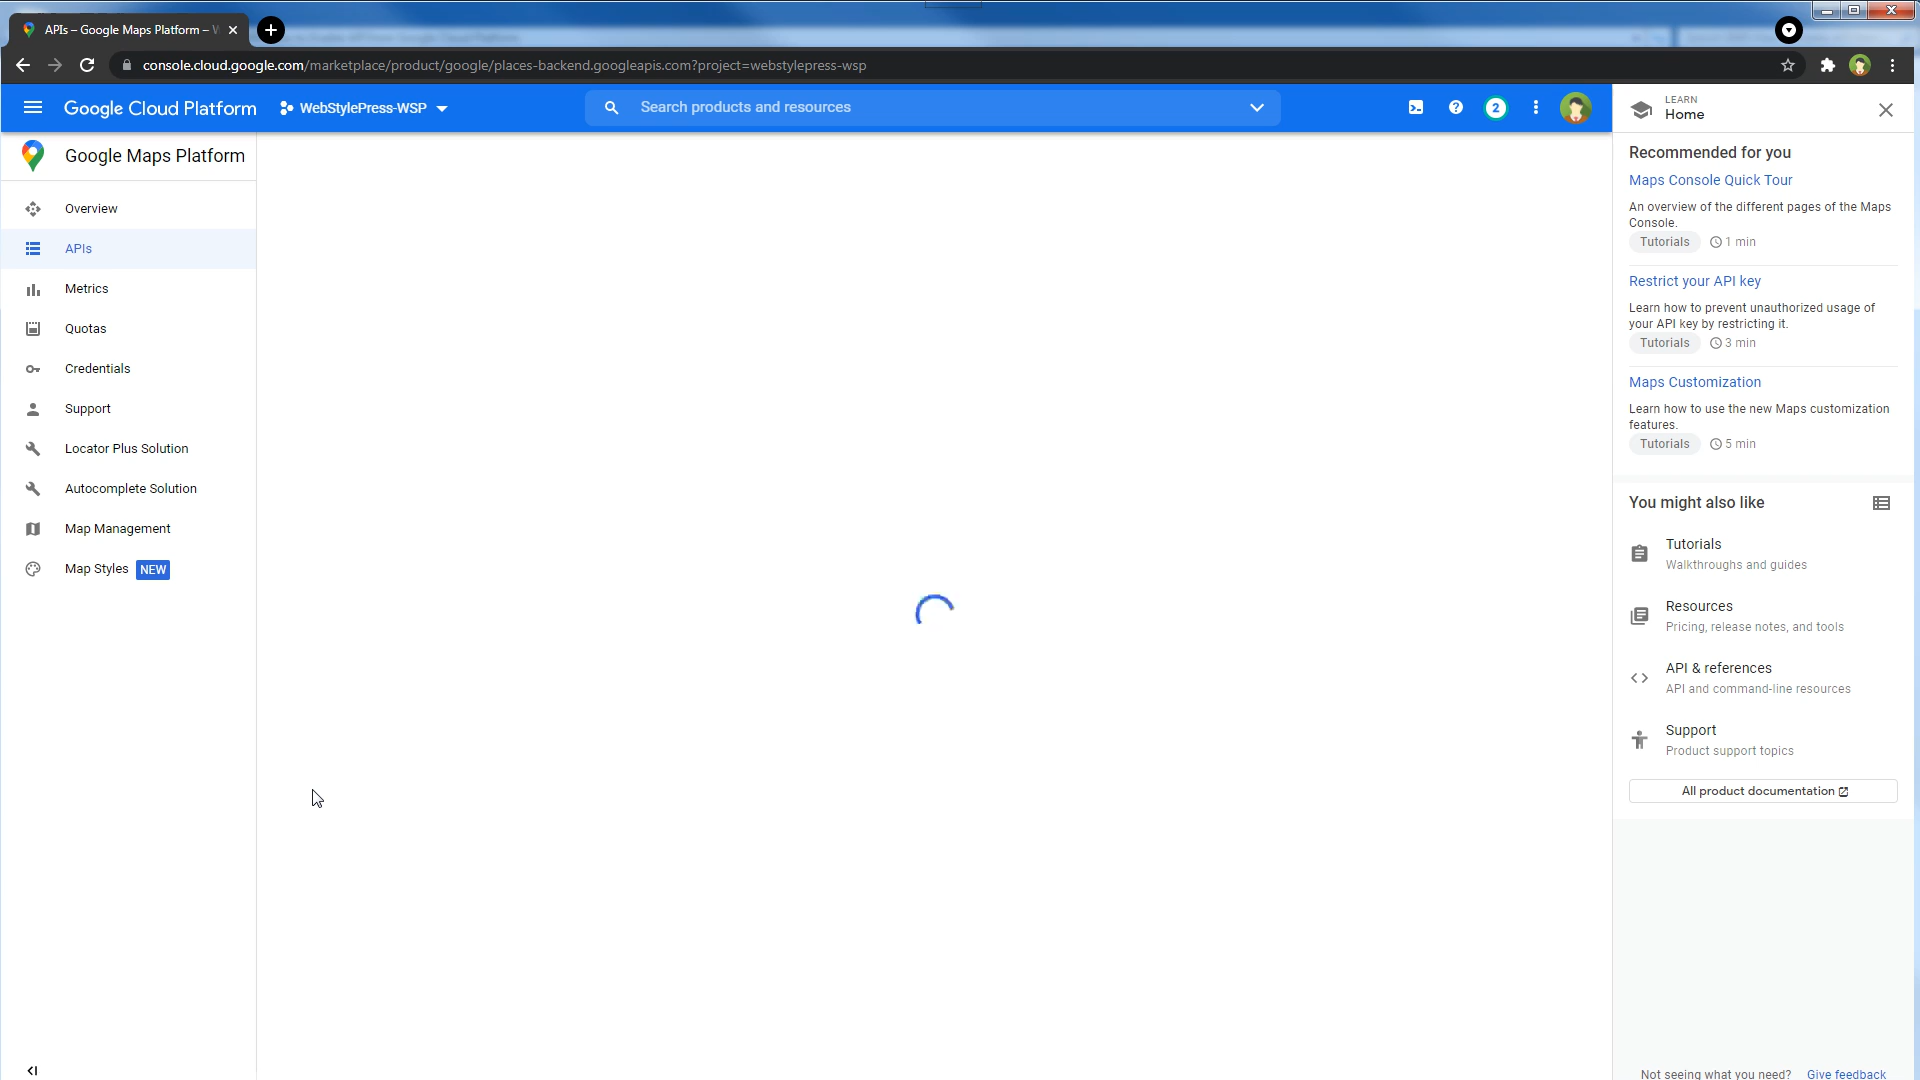 APIs – Google Maps Platform –
console.cloud.google.com/marketplace/product/google/places-backend.googleapis.com?project=webstylepress-wsp
Google Cloud Platform
WebStylePress-WSP
Search products and resources
2
LEARN
Home
Google Maps Platform
Overview
APIs
Metrics
Quotas
Credentials
Support
Locator Plus Solution
Autocomplete Solution
Map Management
Map Styles NEW
Recommended for you
Maps Console Quick Tour
An overview of the different pages of the Maps
Console.
Tutorials 1 min
Restrict your API key
Learn how to prevent unauthorized usage of
your API key by restricting it.
Tutorials 3 min
Maps Customization
Learn how to use the new Maps customization
features.
Tutorials 5 min
You might also like
Tutorials
Walkthroughs and guides
Resources
Pricing, release notes, and tools
API & references
API and command-line resources
Support
Product support topics
All product documentation
Not seeing what you need? Give feedback